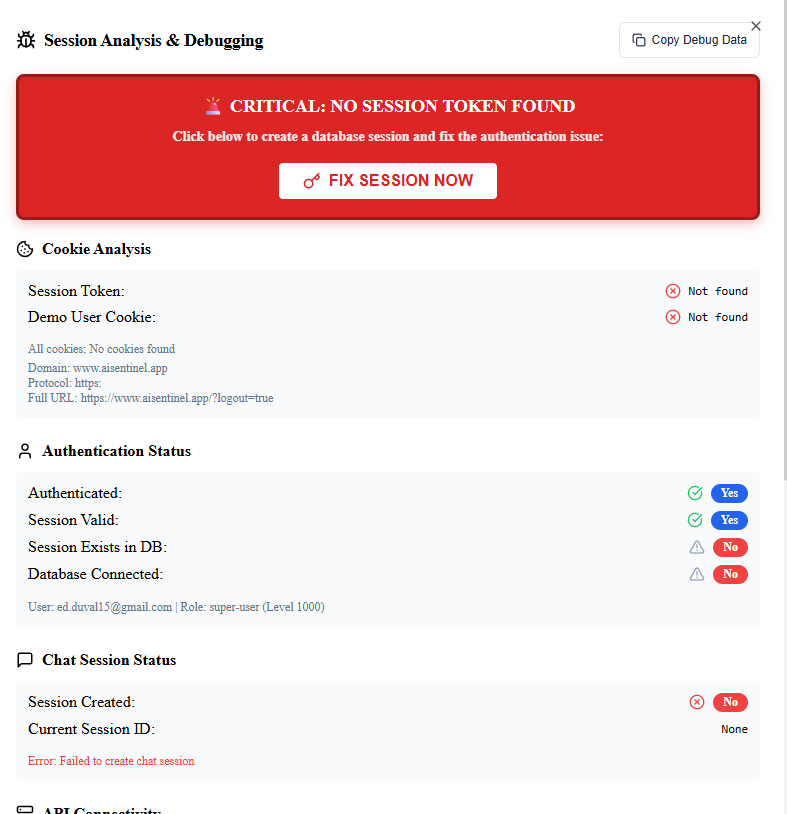 Session Analysis & Debugging
Copy Debug Data
CRITICAL: NO SESSION TOKEN FOUND
Click below to create a database session and fix the authentication issue:
FIX SESSION NOW
Cookie Analysis
Session Token: Not found
Demo User Cookie: Not found
All cookies: No cookies found
Domain: www.aisentinel.app
Protocol: https:
Full URL: https://www.aisentinel.app/?logout=true
Authentication Status
Authenticated: Yes
Session Valid: Yes
Session Exists in DB: No
Database Connected: No
User: ed.duval15@gmail.com | Role: super-user (Level 1000)
Chat Session Status
Session Created: No
Current Session ID: None
Error: Failed to create chat session
API Connectivity